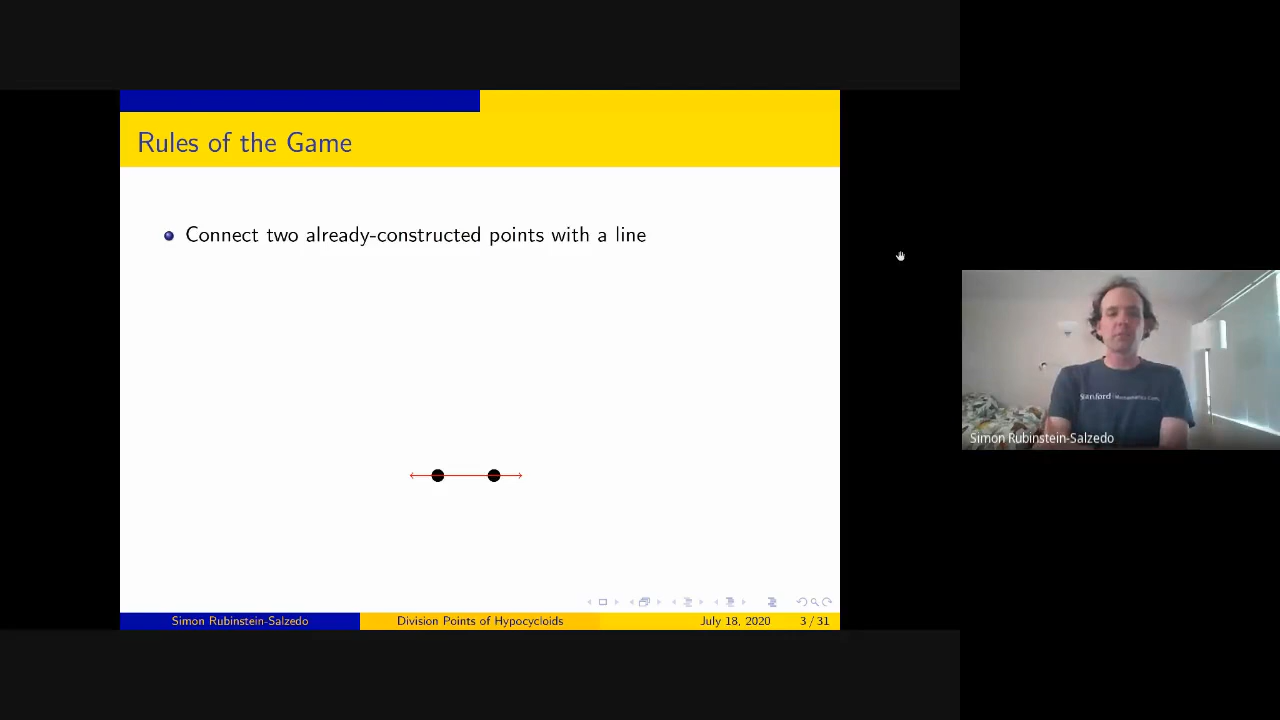 Rules of the Game
Connect two already-constructed points with a line
Stanford
Simon Rubinstein-Salzedo
Simon Rubinstein-Salzedo
Division Points of Hypocycloids
July 18, 2020
3 / 31